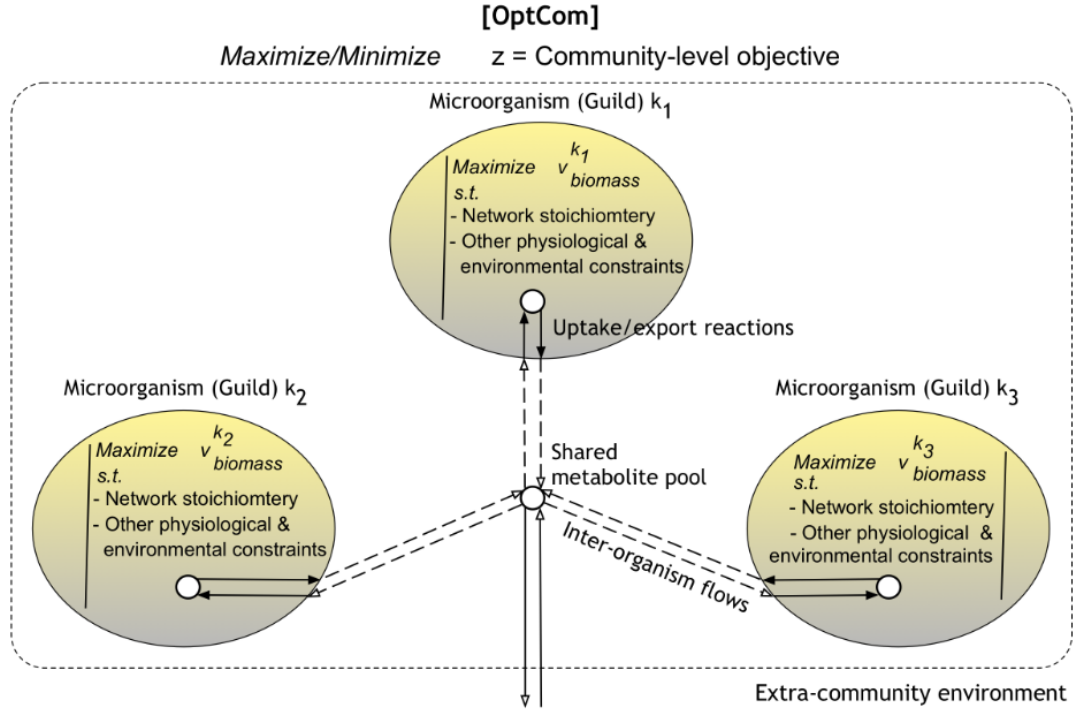 [OptCom]
Maximize/Minimize z = Community-level objective
Microorganism (Guild) k1
Maximize v k1 biomass
s.t.
- Network stoichiomtery
- Other physiological &
environmental constraints
Uptake/export reactions
Microorganism (Guild) k2
Maximize v k2 biomass
s.t.
- Network stoichiomtery
- Other physiological &
environmental constraints
Microorganism (Guild) k3
Maximize v k3 biomass
s.t.
- Network stoichiomtery
- Other physiological &
environmental constraints
Shared
metabolite pool
Inter-organism flows
Extra-community environment